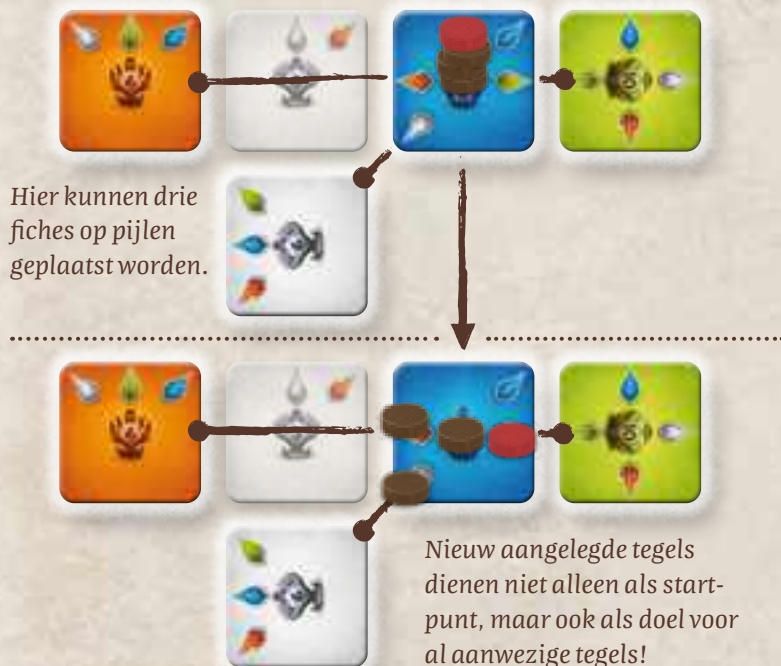 Hier kunnen drie
fiches op pijlen
geplaatst worden.
Nieuw aangelegde tegels
dienen niet alleen als start-
punt, maar ook als doel voor
al aanwezige tegels!